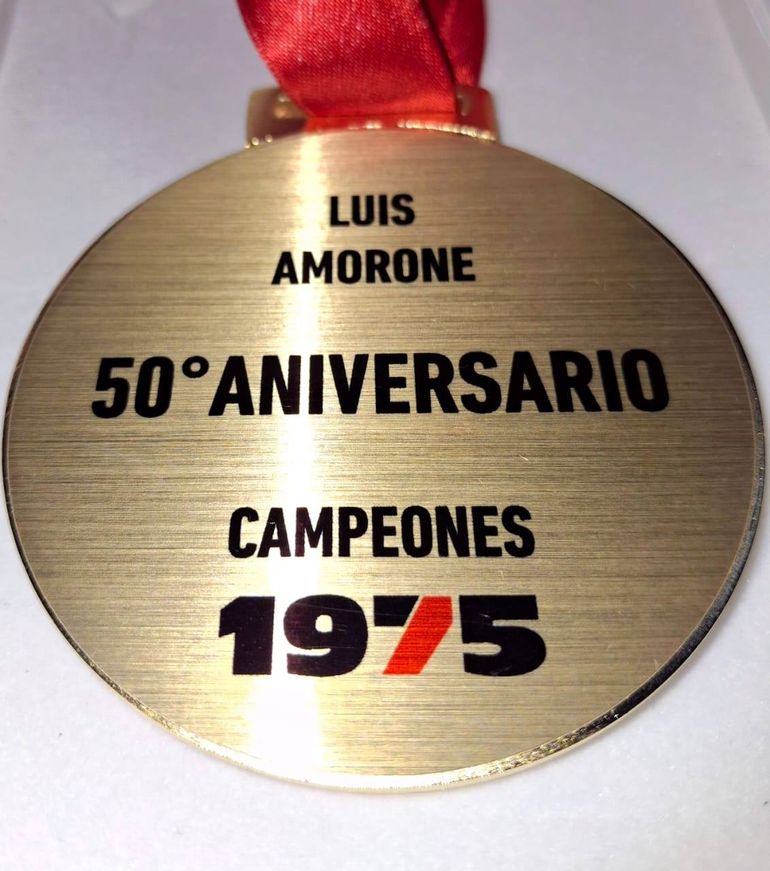 LUIS
AMORONE
50°ANIVERSARIO
CAMPEONES
1975